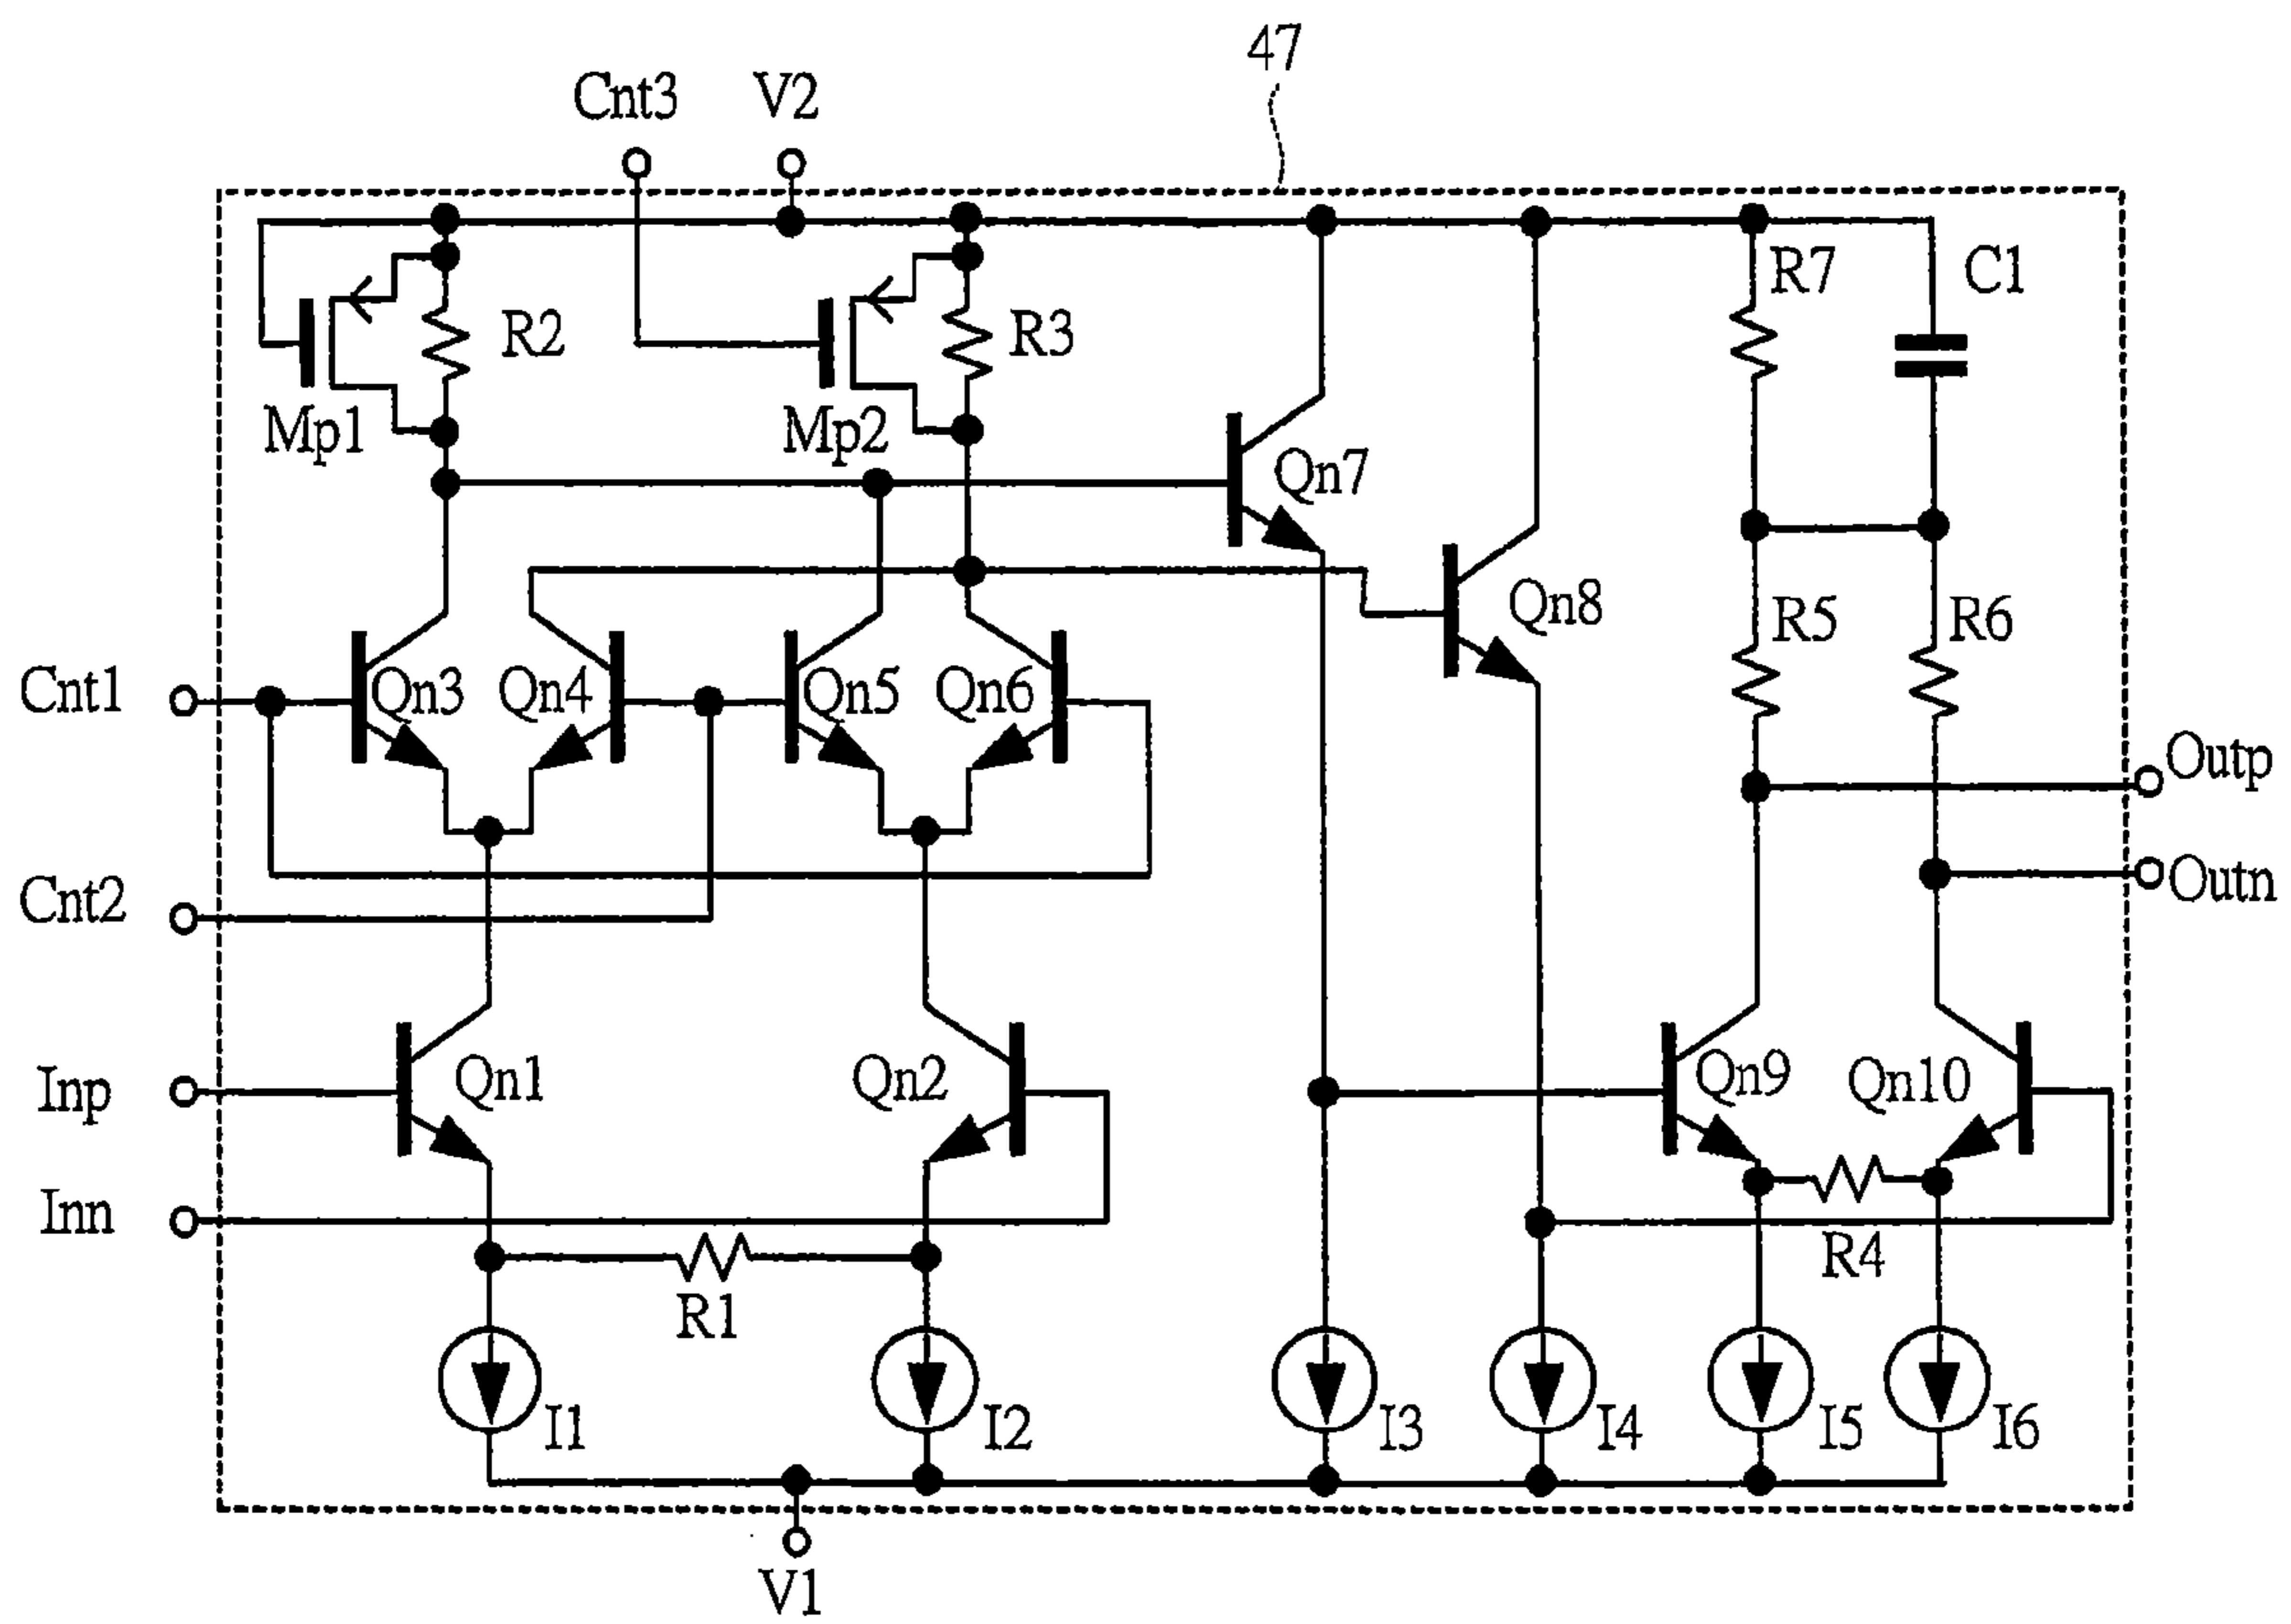 47
Cnt3
V2
R7
C1
R2
R3
Mp1
Mp2
Qn7
Qn8
R5
R6
Cnt1
Qn3
Qn4
Qn5
Qn6
Outp
Cnt2
Outn
Inp
Qn1
Qn2
Qn9
Qn10
Inn
R4
R1
I1
I2
I3
I4
I5
I6
V1